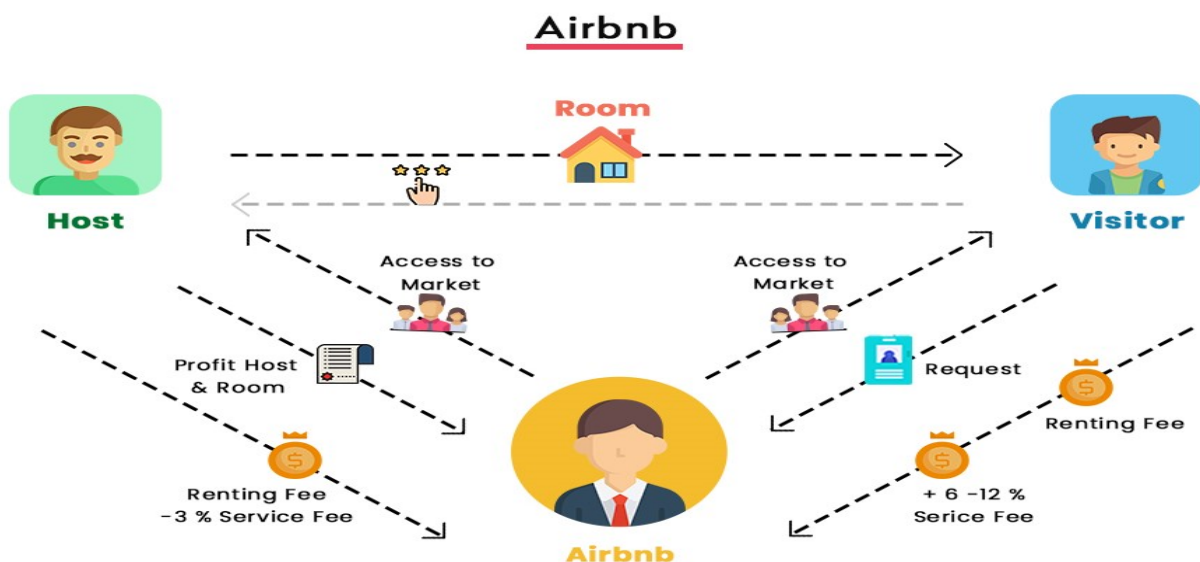 Airbnb
Room
Host
Visitor
Access to
Market
Access to
Market
Profit Host
& Room
Request
Renting Fee
Renting Fee
-3 % Service Fee
+ 6 -12 %
Serice Fee
Airbnb